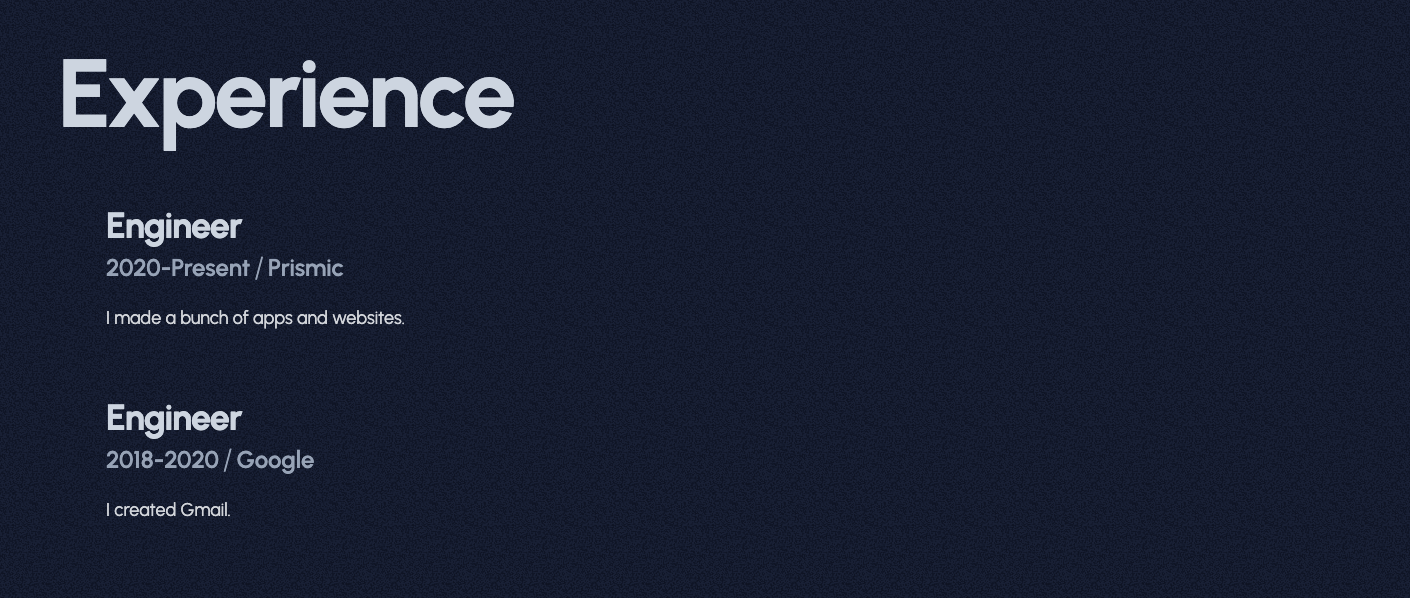 Experience
Engineer
2020-Present / Prismic
I made a bunch of apps and websites.
Engineer
2018-2020 / Google
I created Gmail.